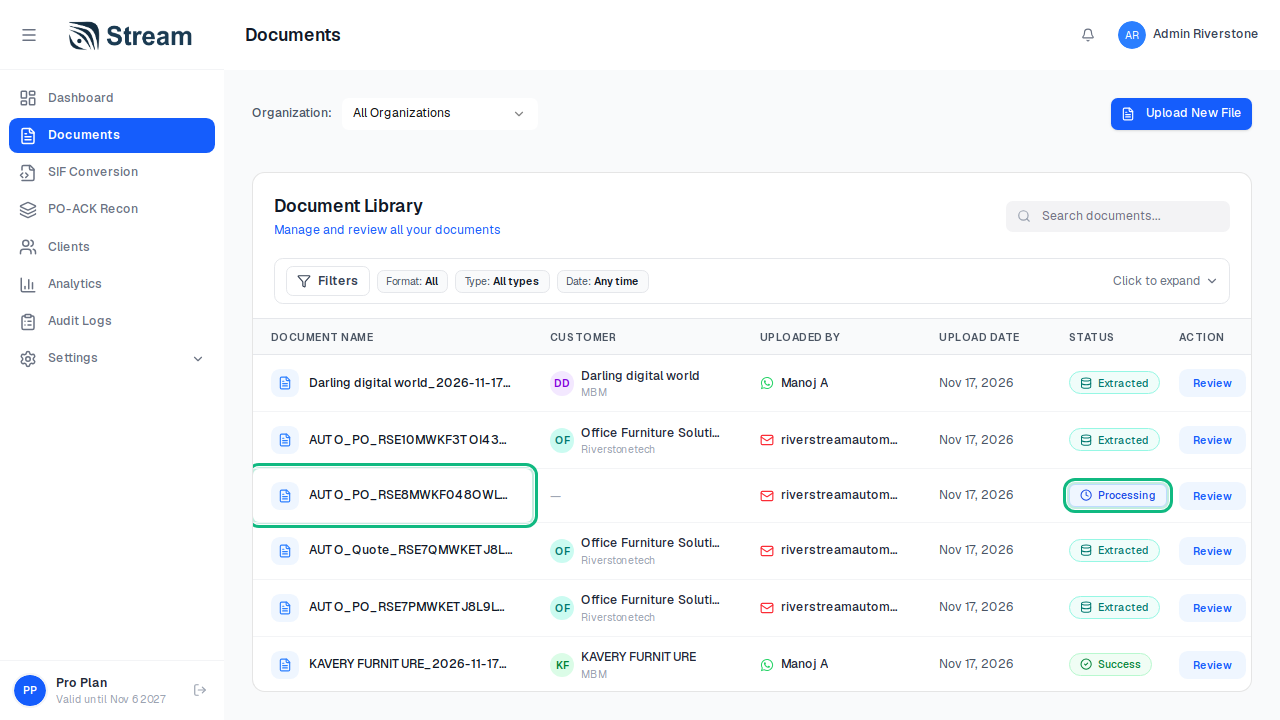 Stream
Documents
AR Admin Riverstone
Dashboard
Documents
SIF Conversion
PO-ACK Recon
Clients
Analytics
Audit Logs
Settings
PP Pro Plan
Valid until Nov 6 2027
Organization: All Organizations
Upload New File
Document Library
Manage and review all your documents
Search documents...
Filters Format: All Type: All types Date: Any time Click to expand
DOCUMENT NAME CUSTOMER UPLOADED BY UPLOAD DATE STATUS ACTION
Darling digital world_2026-11-17... DD Darling digital world Manoj A Nov 17, 2026 Extracted Review
MBM
AUTO_PO_RSE10MWKF3TOI43... OF Office Furniture Soluti... riverstreamautom... Nov 17, 2026 Extracted Review
Riverstonetech
AUTO_PO_RSE8MWKF048OWL... — riverstreamautom... Nov 17, 2026 Processing Review
AUTO_Quote_RSE7QMWKETJ8L... OF Office Furniture Soluti... riverstreamautom... Nov 17, 2026 Extracted Review
Riverstonetech
AUTO_PO_RSE7PMWKETJ8L9L... OF Office Furniture Soluti... riverstreamautom... Nov 17, 2026 Extracted Review
Riverstonetech
KAVERY FURNITURE_2026-11-17... KF KAVERY FURNITURE Manoj A Nov 17, 2026 Success Review
MBM